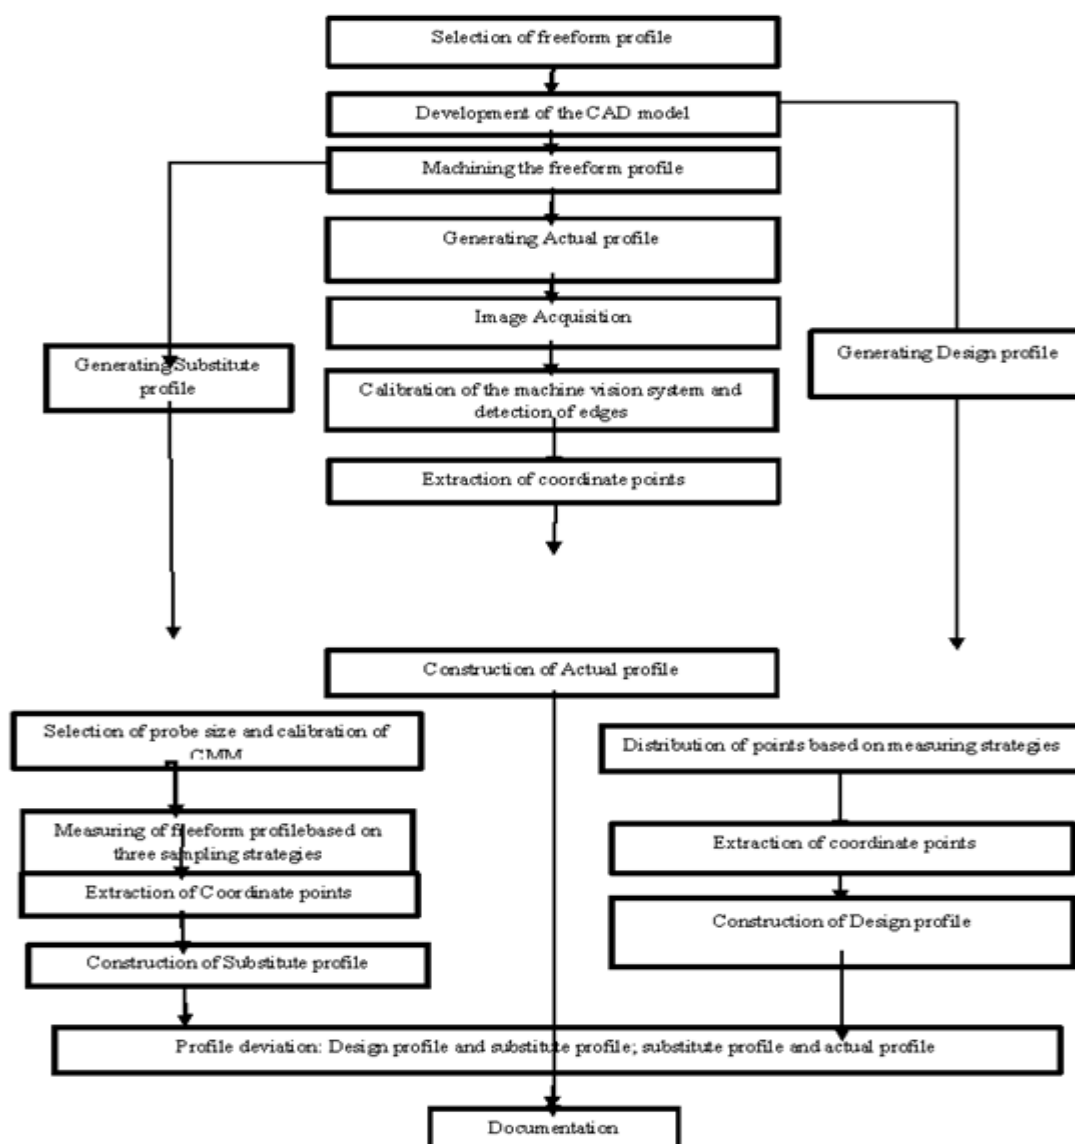 Selection of freeform profile
Development of the CAD model
Machining the freeform profile
Generating Actual profile
Image Acquisition
Generating Substitute
profile
Generating Design profile
Calibration of the machine vision system and
detection of edges
Extraction of coordinate points
Construction of Actual profile
Selection of probe size and calibration of
CMM
Measuring of freeform profilebased on
three sampling strategies
Extraction of Coordinate points
Construction of Substitute profile
Distribution of points based on measuring strategies
Extraction of coordinate points
Construction of Design profile
Profile deviation: Design profile and substitute profile; substitute profile and actual profile
Documentation